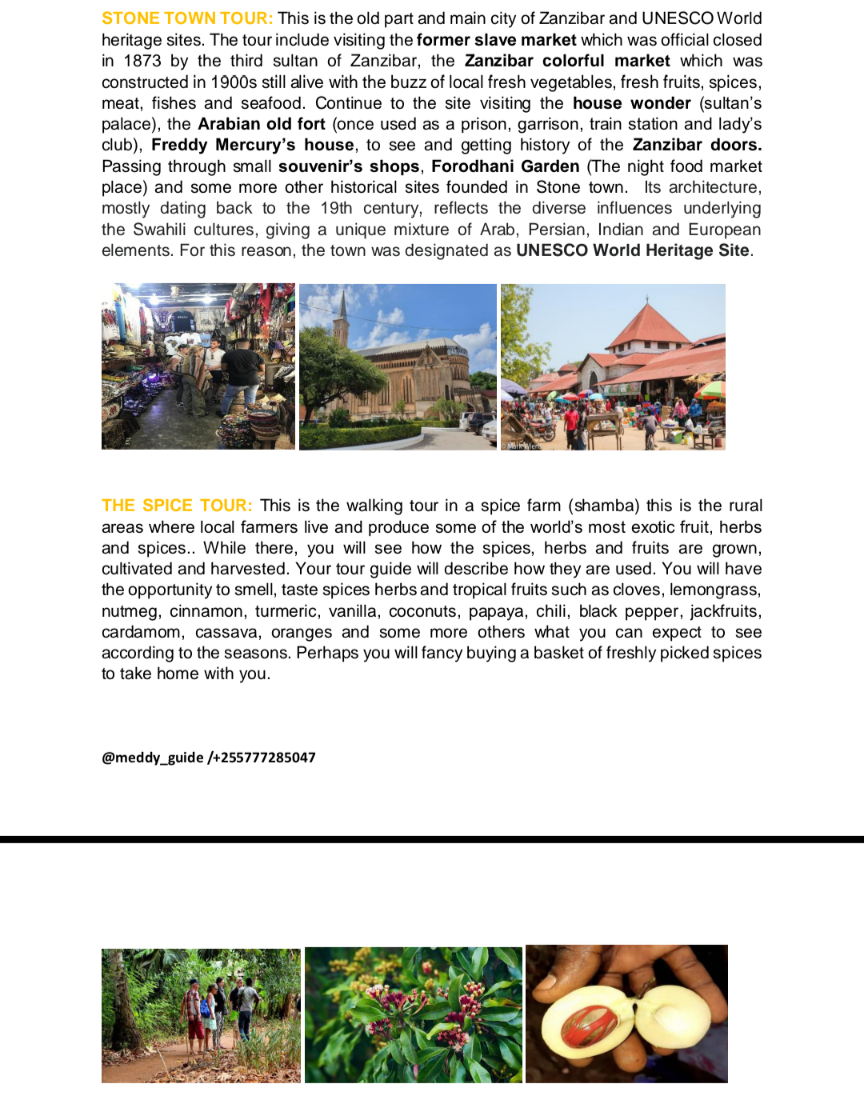 STONE TOWN TOUR: This is the old part and main city of Zanzibar and UNESCO World
heritage sites. The tour include visiting the former slave market which was official closed
in 1873 by the third sultan of Zanzibar, the Zanzibar colorful market which was
constructed in 1900s still alive with the buzz of local fresh vegetables, fresh fruits, spices,
meat, fishes and seafood. Continue to the site visiting the house wonder (sultan's
palace), the Arabian old fort (once used as a prison, garrison, train station and lady's
club), Freddy Mercury's house, to see and getting history of the Zanzibar doors.
Passing through small souvenir's shops, Forodhani Garden (The night food market
place) and some more other historical sites founded in Stone town. Its architecture,
mostly dating back to the 19th century, reflects the diverse influences underlying
the Swahili cultures, giving a unique mixture of Arab, Persian, Indian and European
elements. For this reason, the town was designated as UNESCO World Heritage Site.
THE SPICE TOUR: This is the walking tour in a spice farm (shamba) this is the rural
areas where local farmers live and produce some of the world's most exotic fruit, herbs
and spices.. While there, you will see how the spices, herbs and fruits are grown,
cultivated and harvested. Your tour guide will describe how they are used. You will have
the opportunity to smell, taste spices herbs and tropical fruits such as cloves, lemongrass,
nutmeg, cinnamon, turmeric, vanilla, coconuts, papaya, chili, black pepper, jackfruits,
cardamom, cassava, oranges and some more others what you can expect to see
according to the seasons. Perhaps you will fancy buying a basket of freshly picked spices
to take home with you.
@meddy_guide /+255777285047